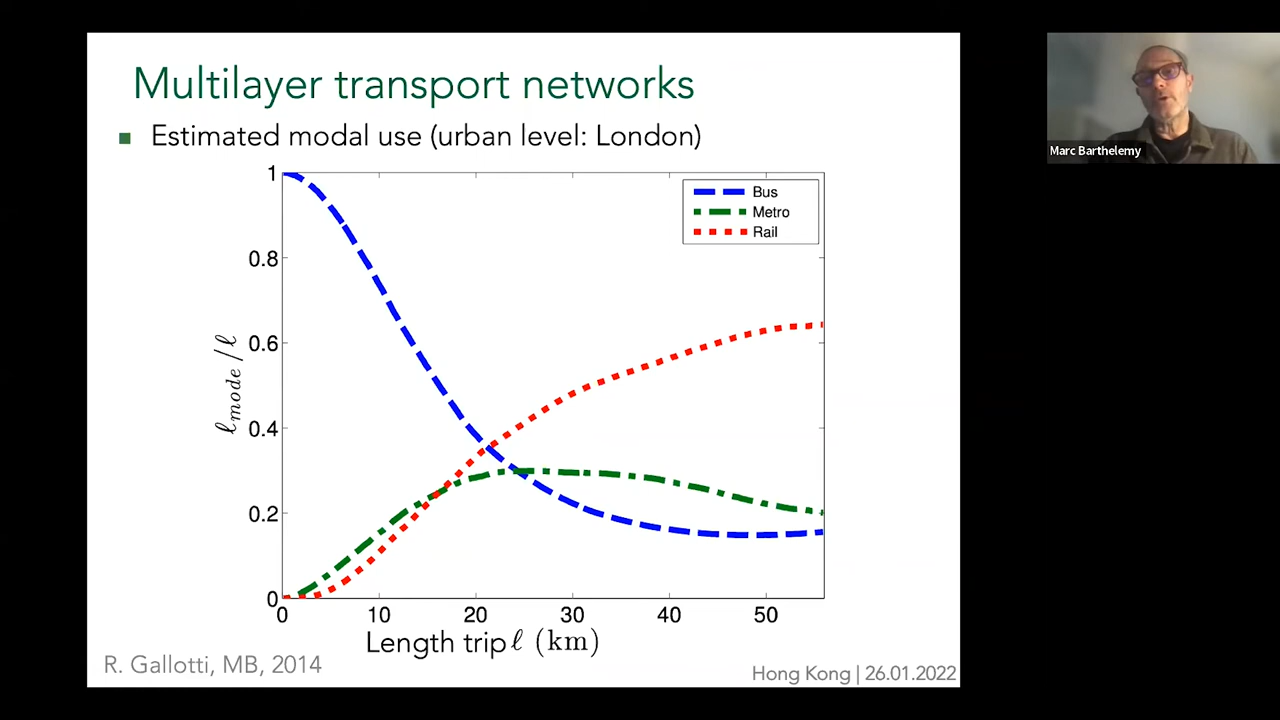 Multilayer transport networks
Estimated modal use (urban level: London)
Bus
Metro
Rail
1
0.8
0.6
0.4
0.2
0
ℓmode /ℓ
0 10 20 30 40 50
Length trip ℓ (km)
R. Gallotti, MB, 2014
Hong Kong | 26.01.2022
Marc Barthelemy